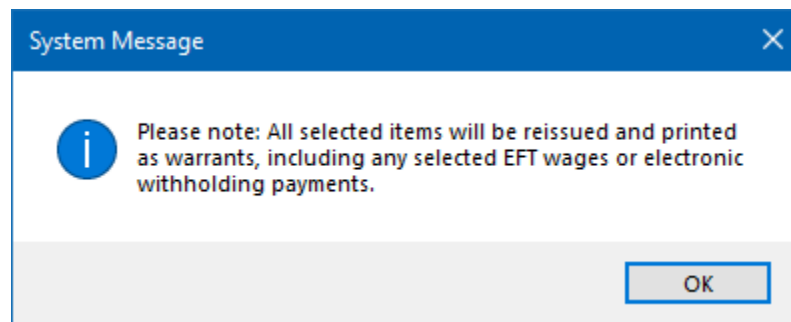 System Message
Please note: All selected items will be reissued and printed
as warrants, including any selected EFT wages or electronic
withholding payments.
OK